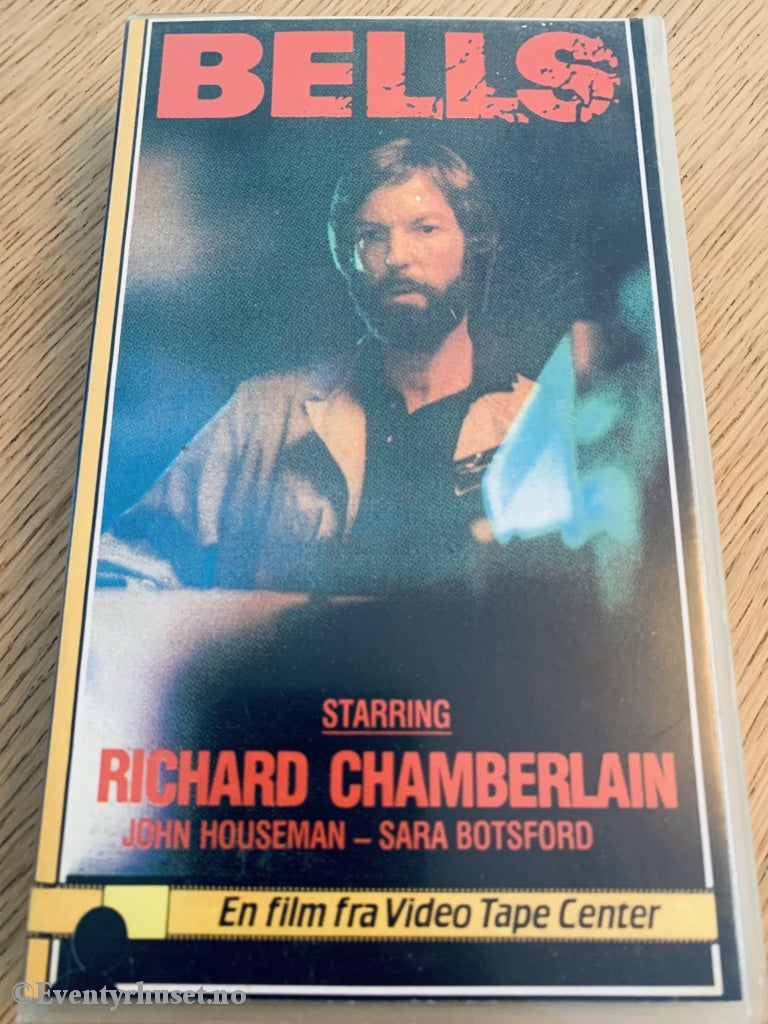 BELLS
STARRING
RICHARD CHAMBERLAIN
JOHN HOUSEMAN – SARA BOTSFORD
En film fra Video Tape Center
©Eventyrhuset.no